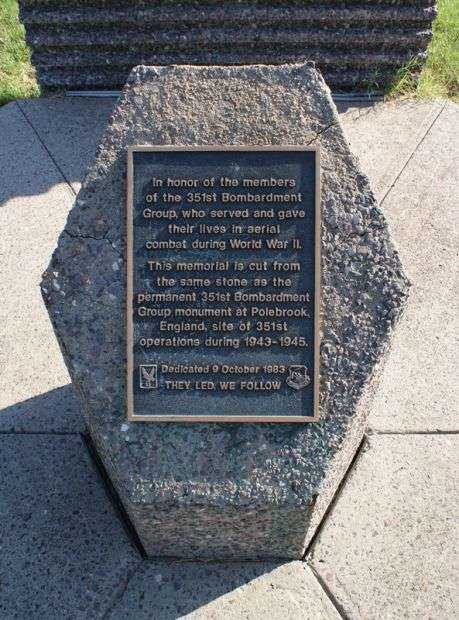 In honor of the members
of the 351st Bombardment
Group, who served and gave
their lives in aerial
combat during World War II.
This memorial is cut from
the same stone as the
permanent 351st Bombardment
Group monument at Polebrook,
England, site of 351st
operations during 1943-1945.
Dedicated 9 October 1983
THEY LED, WE FOLLOW